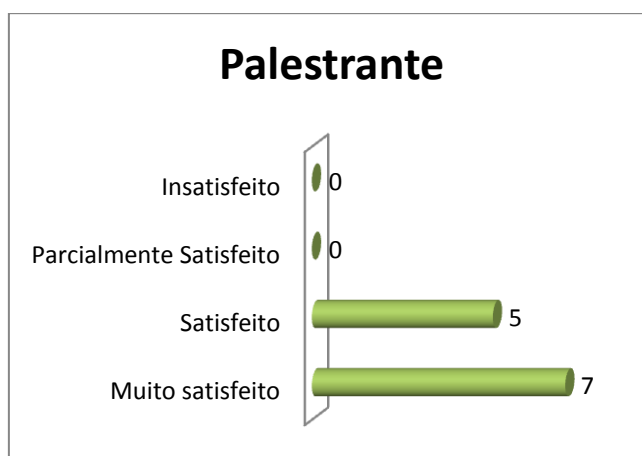 Palestrante
Insatisfeito 0
Parcialmente Satisfeito 0
Satisfeito 5
Muito satisfeito 7